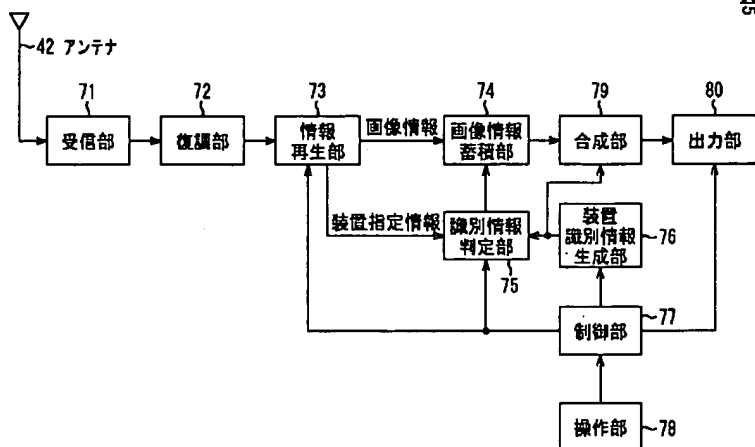 42 アンテナ
71
受信部
72
復調部
73
情報
再生部
画像情報
74
画像情報
蓄積部
79
合成部
80
出力部
装置指定情報
識別情報
判定部
75
装置
識別情報
生成部
76
制御部
77
操作部
78